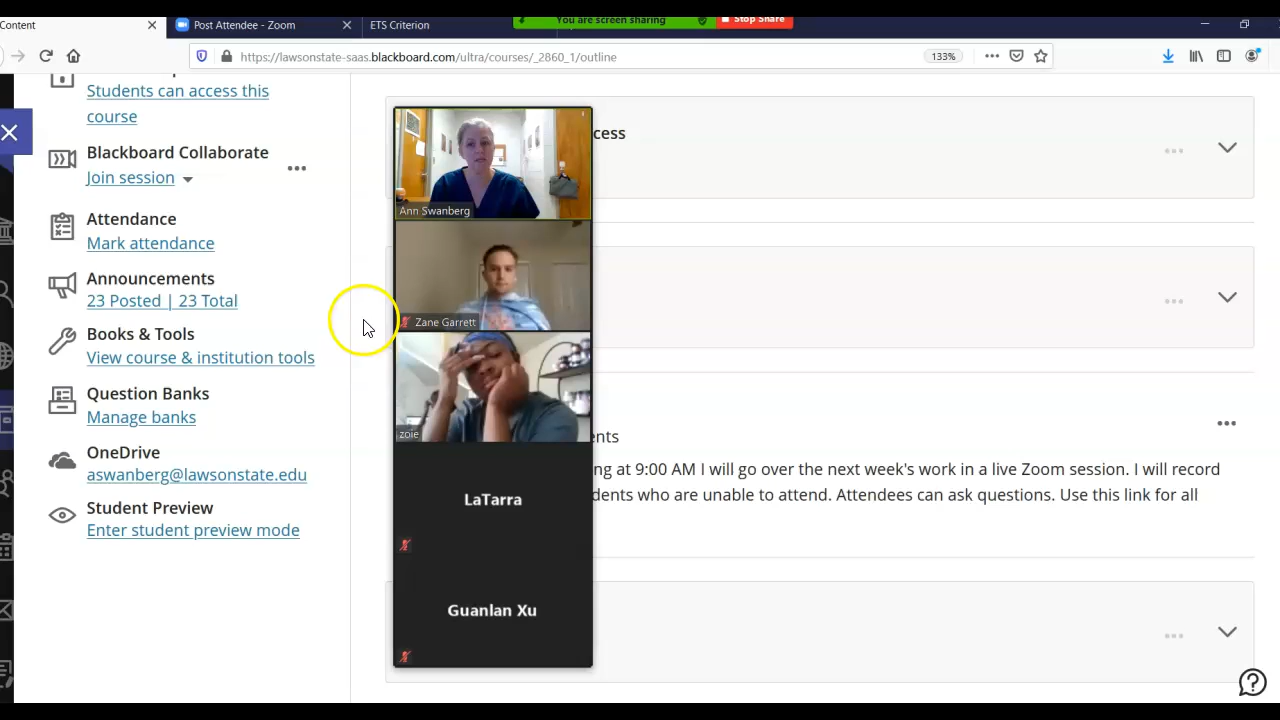 Content
Post Attendee - Zoom
ETS Criterion
You are screen sharing
Stop Share
https://lawsonstate-saas.blackboard.com/ultra/courses/_2860_1/outline
133%
Students can access this
course
Blackboard Collaborate
Join session
Attendance
Mark attendance
Announcements
23 Posted | 23 Total
Books & Tools
View course & institution tools
Question Banks
Manage banks
OneDrive
aswanberg@lawsonstate.edu
Student Preview
Enter student preview mode
Ann Swanberg
Zane Garrett
zoie
LaTarra
Guanlan Xu
cess
ents
ng at 9:00 AM I will go over the next week's work in a live Zoom session. I will record
dents who are unable to attend. Attendees can ask questions. Use this link for all